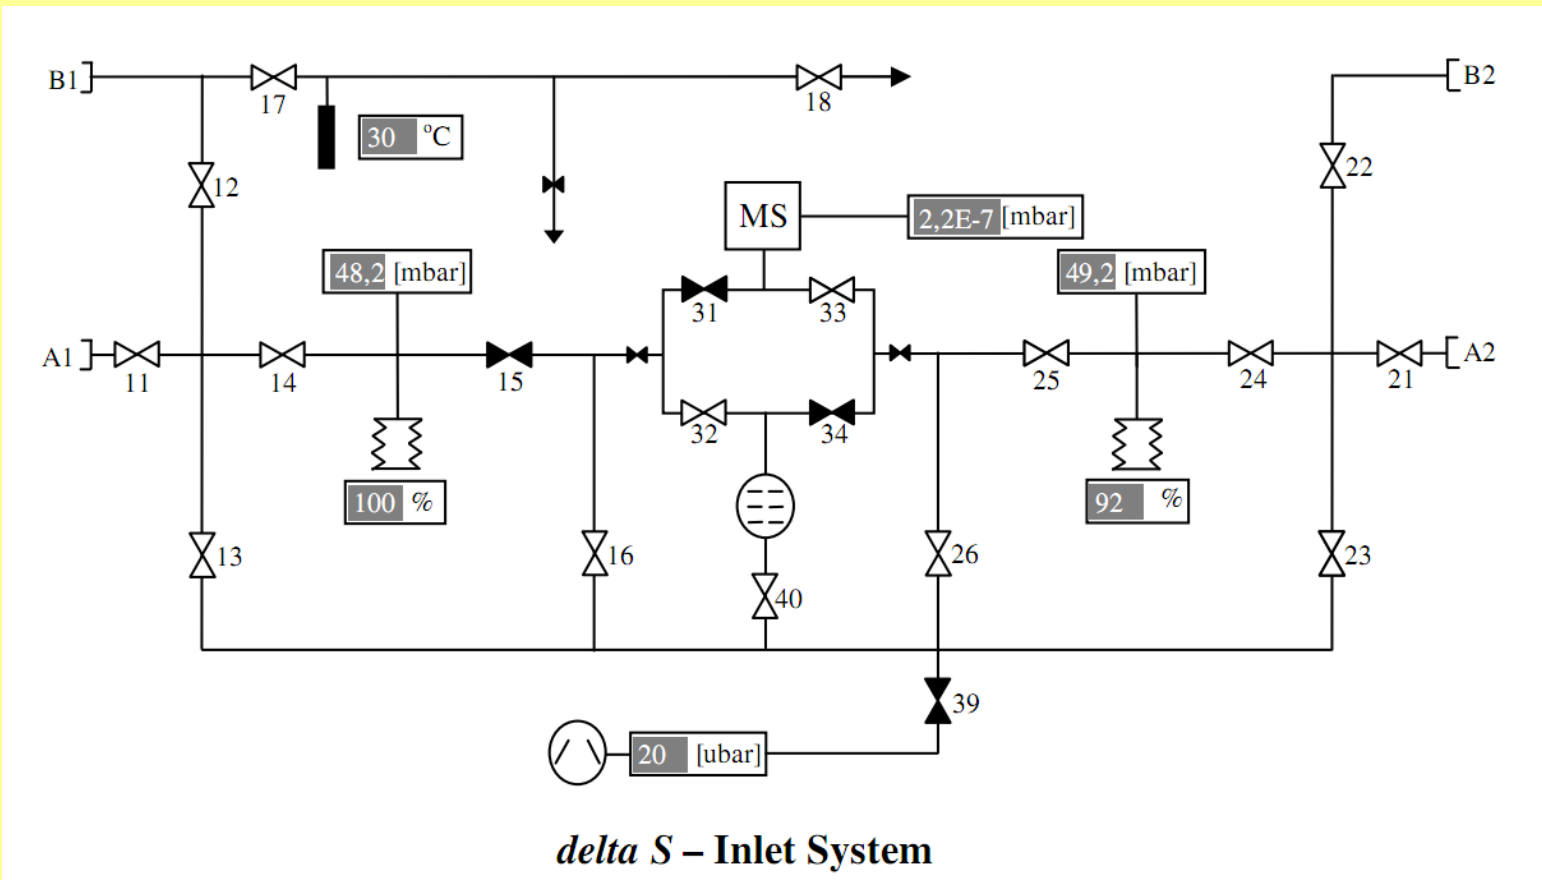 B1
17
18
B2
30 °C
12
22
MS
2,2E-7 [mbar]
48,2 [mbar]
49,2 [mbar]
31
33
A1
11
14
15
25
24
21
A2
32
34
100 %
92 %
13
16
26
23
40
39
20 [ubar]
delta S – Inlet System